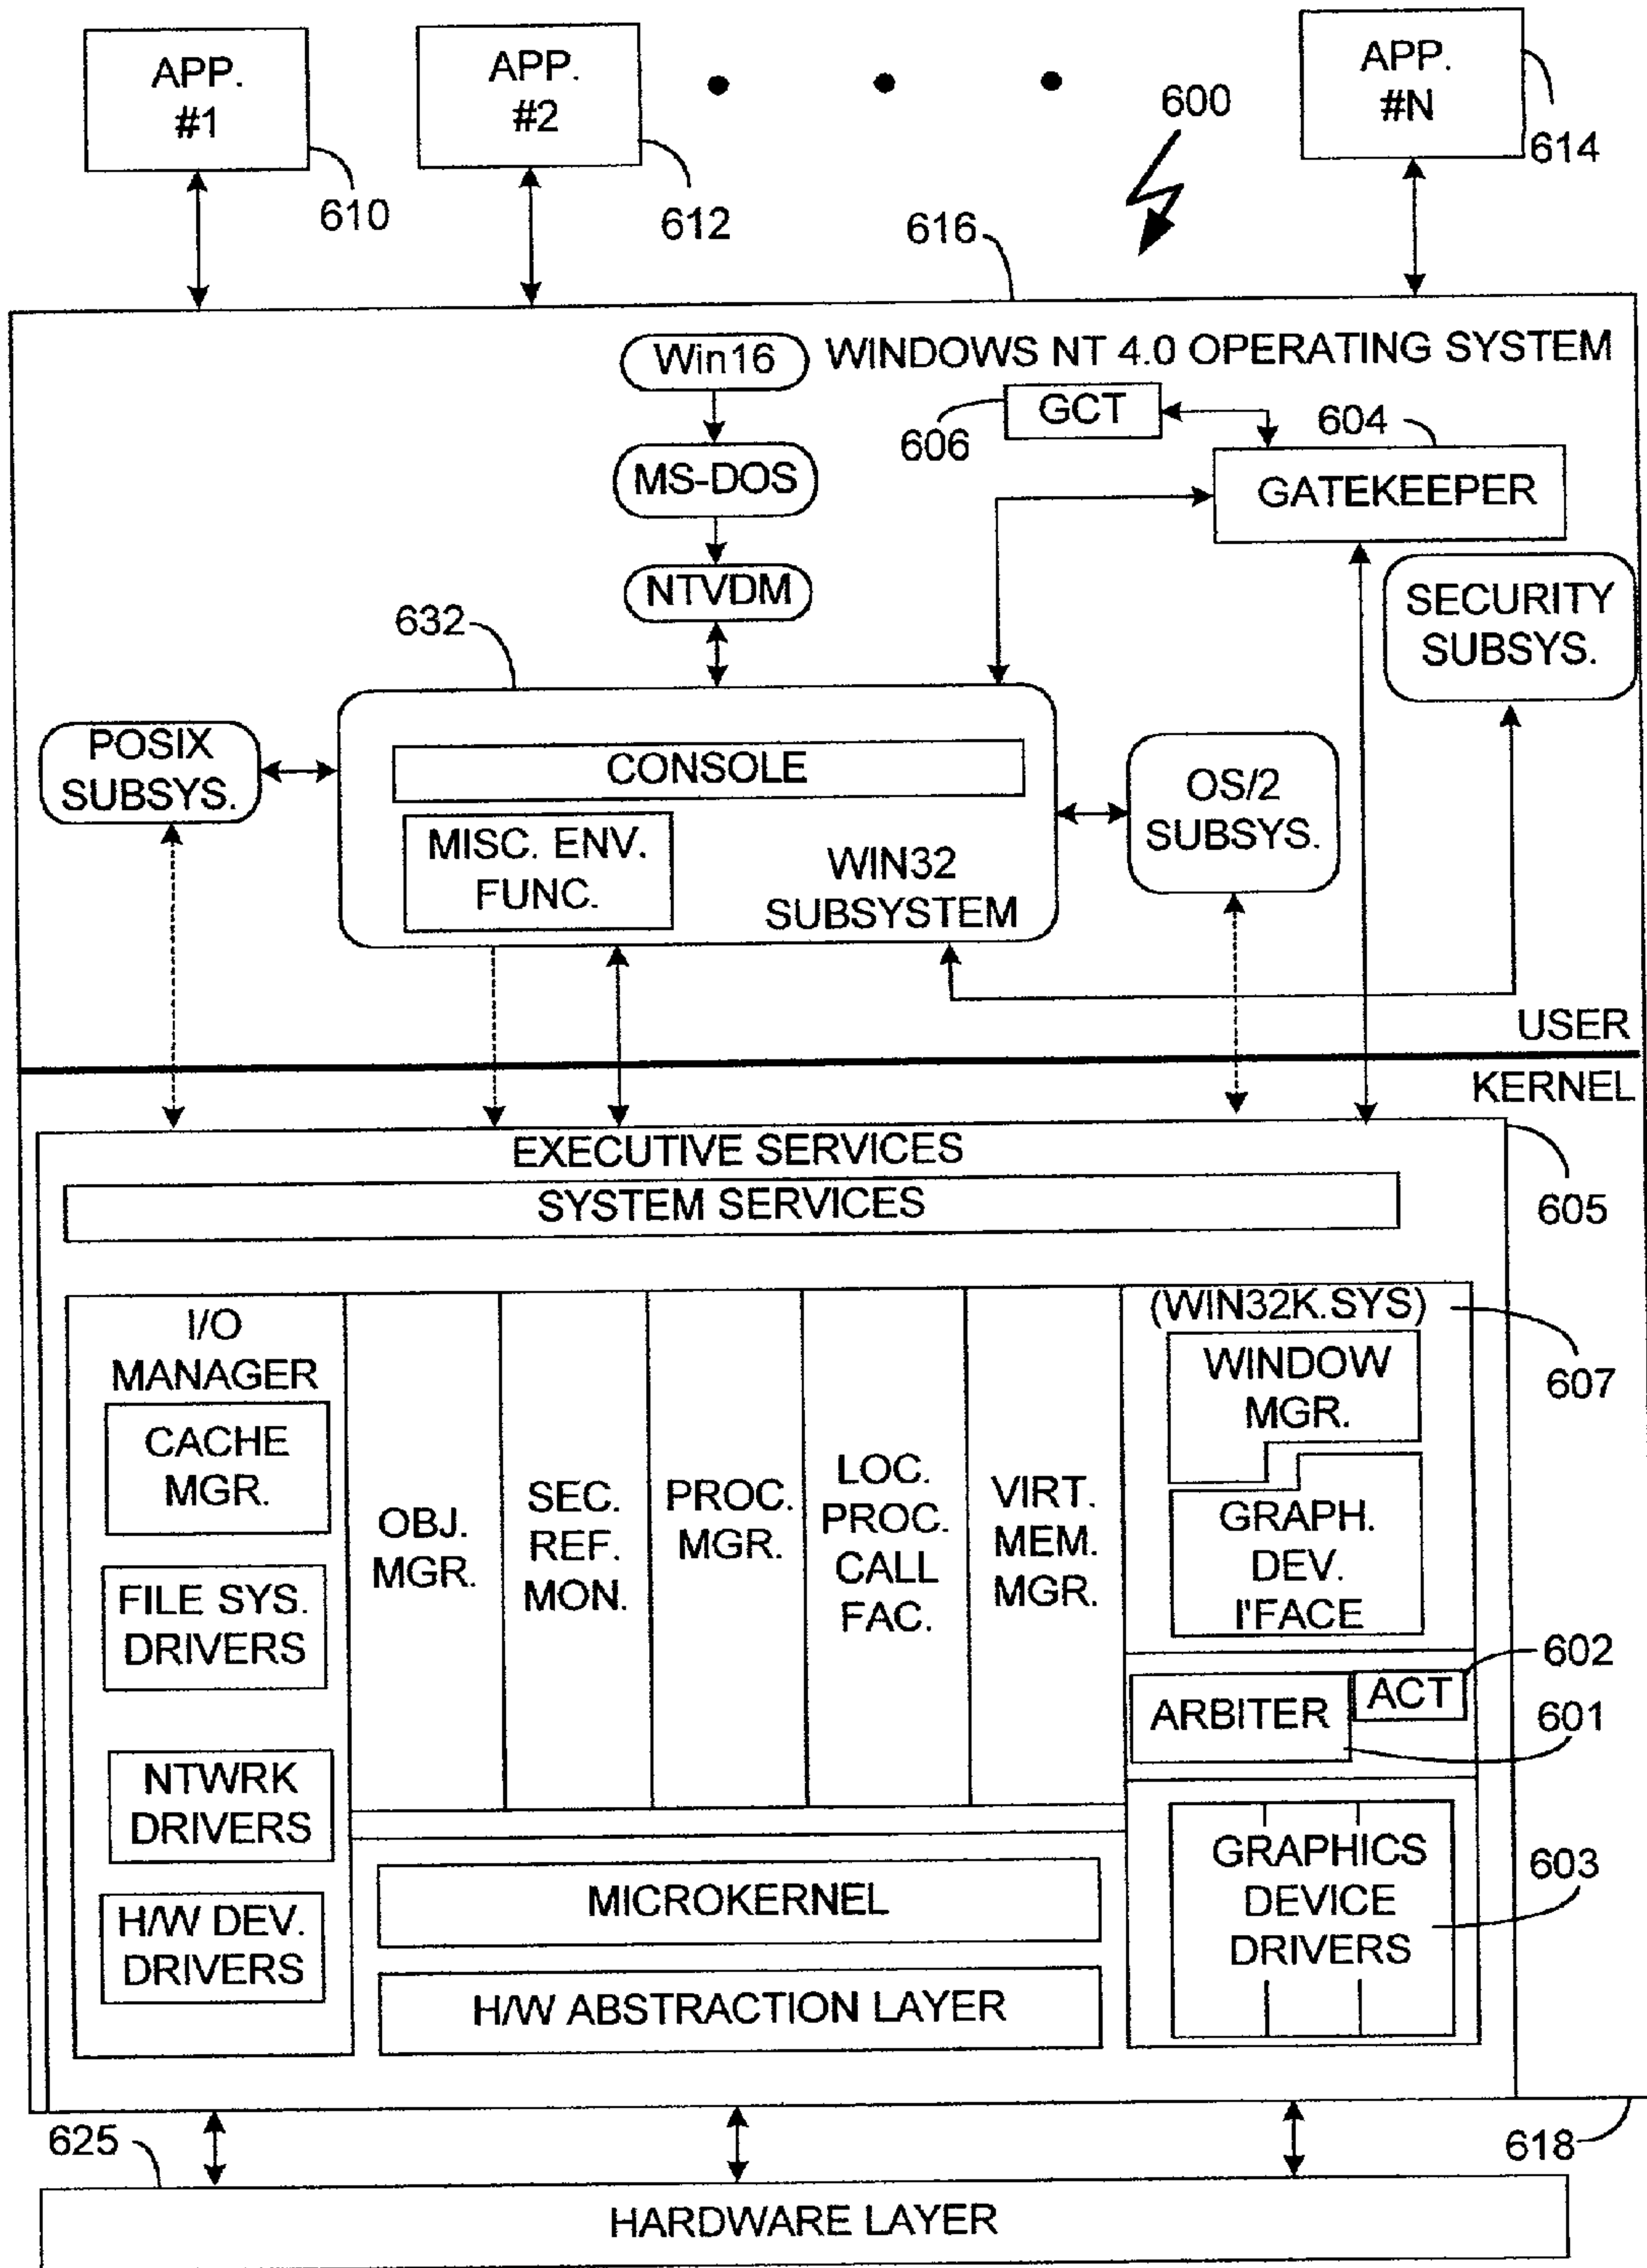 APP.
#1
610
APP.
#2
612
600
APP.
#N
614
616
WINDOWS NT 4.0 OPERATING SYSTEM
Win16
MS-DOS
NTVDM
GCT
606
604
GATEKEEPER
SECURITY
SUBSYS.
632
POSIX
SUBSYS.
CONSOLE
MISC. ENV.
FUNC.
WIN32
SUBSYSTEM
OS/2
SUBSYS.
USER
KERNEL
EXECUTIVE SERVICES
SYSTEM SERVICES
605
I/O
MANAGER
CACHE
MGR.
FILE SYS.
DRIVERS
NTWRK
DRIVERS
H/W DEV.
DRIVERS
OBJ.
MGR.
SEC.
REF.
MON.
PROC.
MGR.
LOC.
PROC.
CALL
FAC.
VIRT.
MEM.
MGR.
(WIN32K.SYS)
607
WINDOW
MGR.
GRAPH.
DEV.
I'FACE
602
ACT
ARBITER
601
GRAPHICS
DEVICE
DRIVERS
603
MICROKERNEL
H/W ABSTRACTION LAYER
625
618
HARDWARE LAYER